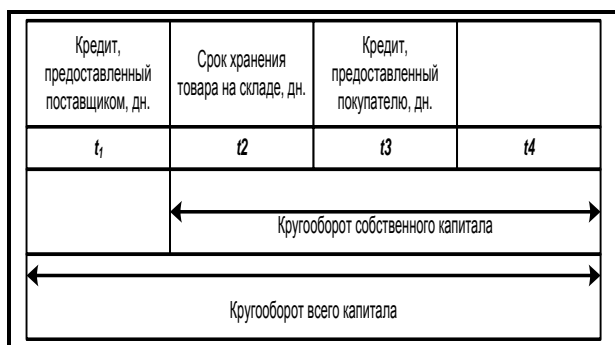 Кредит,
предоставленный
поставщиком, дн.
Срок хранения
товара на складе, дн.
Кредит,
предоставленный
покупателю, дн.
t1
t2
t3
t4
Кругооборот собственного капитала
Кругооборот всего капитала